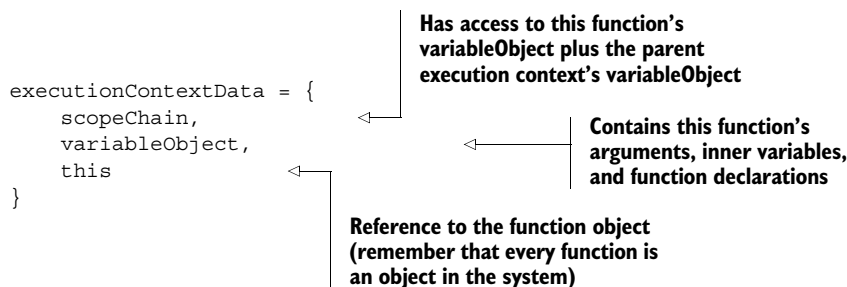 Has access to this function's
variableObject plus the parent
execution context's variableObject
executionContextData = {
scopeChain,
variableObject,
this
}
Contains this function's
arguments, inner variables,
and function declarations
Reference to the function object
(remember that every function is
an object in the system)